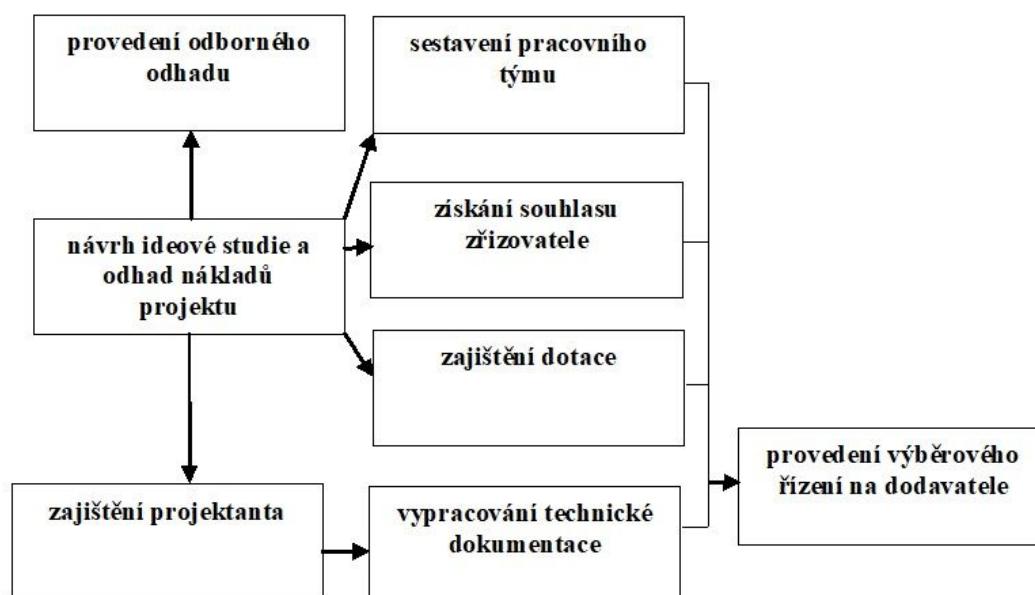 provedení odborného
odhadu
sestavení pracovního
týmu
získání souhlasu
zřizovatele
návrh ideové studie a
odhad nákladů
projektu
zajištění dotace
provedení výběrového
řízení na dodavatele
zajištění projektanta
vypracování technické
dokumentace